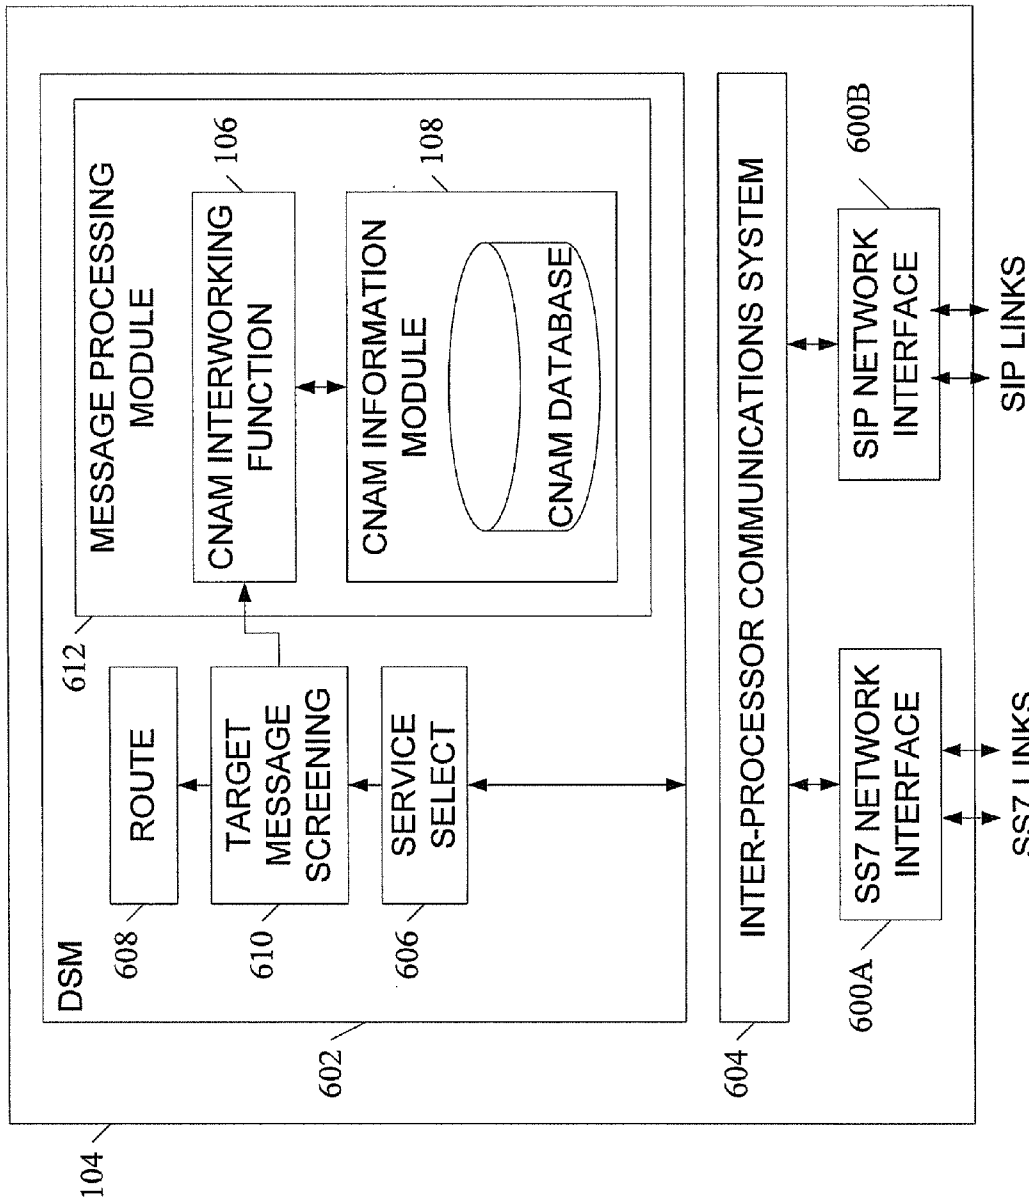 104
602
DSM
608
ROUTE
610
TARGET
MESSAGE
SCREENING
606
SERVICE
SELECT
612
MESSAGE PROCESSING
MODULE
106
CNAM INTERWORKING
FUNCTION
108
CNAM INFORMATION
MODULE
CNAM DATABASE
604
INTER-PROCESSOR COMMUNICATIONS SYSTEM
600A
SS7 NETWORK
INTERFACE
SS7 LINKS
600B
SIP NETWORK
INTERFACE
SIP LINKS